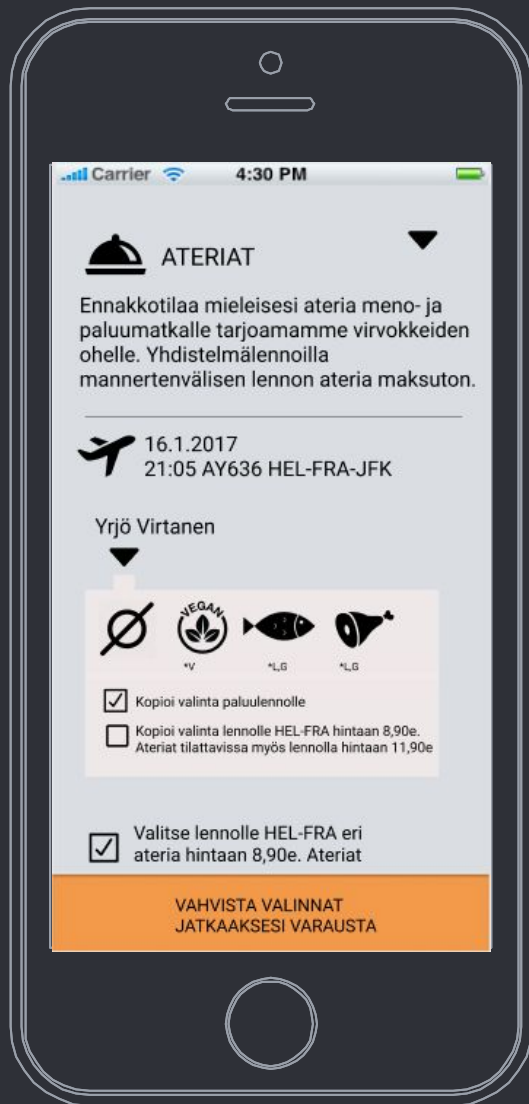 Carrier 4:30 PM
ATERIAT
Ennakkotilaa mieleisesi ateria meno- ja
paluumatkalle tarjoamamme virvokkeiden
ohelle. Yhdistelmälennoilla
mannertenvälisen lennon ateria maksuton.
16.1.2017
21:05 AY636 HEL-FRA-JFK
Yrjö Virtanen
VEGAN
*V *L,G *L,G
Kopioi valinta paluulennolle
Kopioi valinta lennolle HEL-FRA hintaan 8,90e.
Ateriat tilattavissa myös lennolla hintaan 11,90e
Valitse lennolle HEL-FRA eri
ateria hintaan 8,90e. Ateriat
VAHVISTA VALINNAT
JATKAAKSESI VARAUSTA